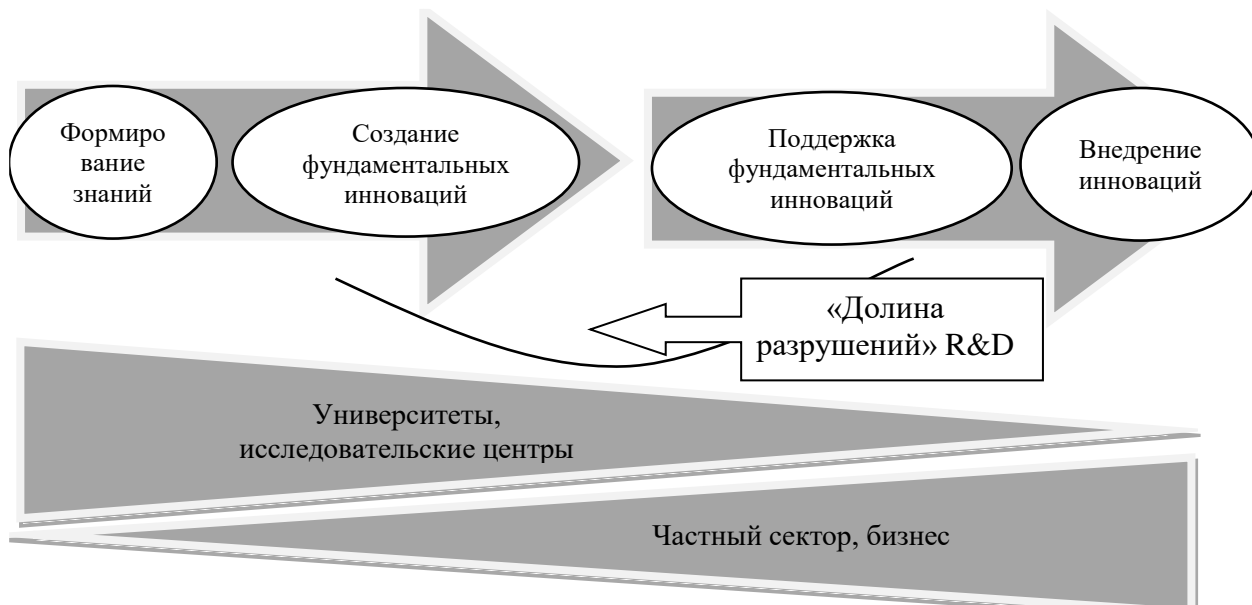 Формиро
вание
знаний
Создание
фундаментальных
инноваций
Поддержка
фундаментальных
инноваций
Внедрение
инноваций
«Долина
разрушений» R&D
Университеты,
исследовательские центры
Частный сектор, бизнес